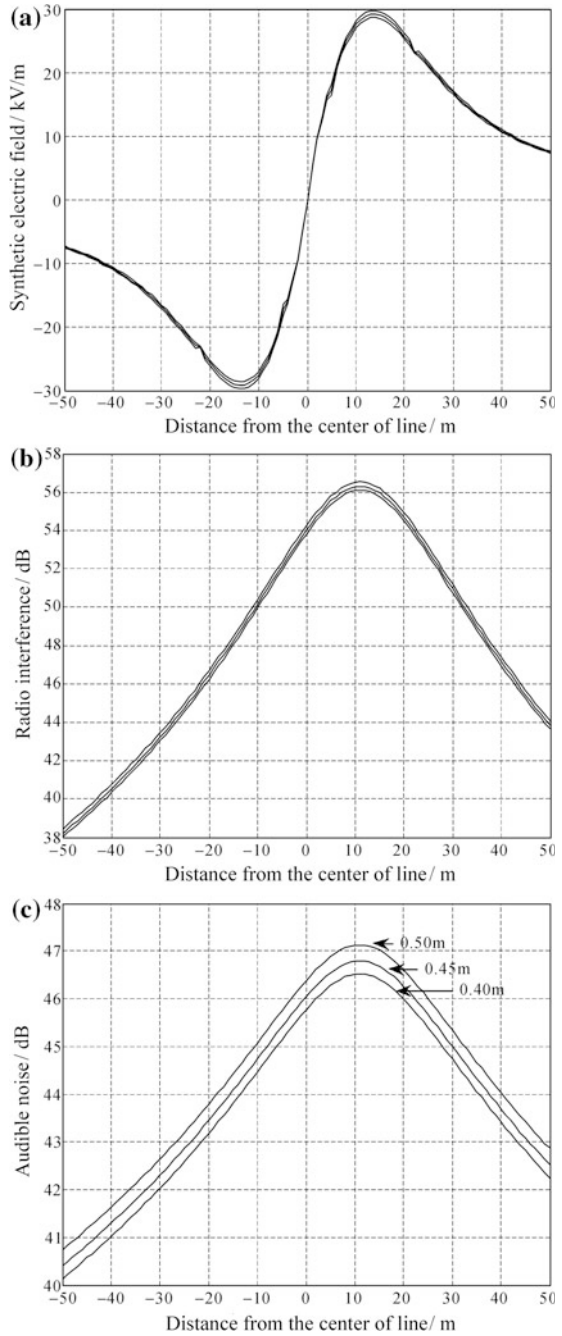 (a)
Synthetic electric field / kV/m
30
20
10
0
−10
−20
−30
−50 −40 −30 −20 −10 0 10 20 30 40 50
Distance from the center of line/ m
(b)
Radio interference/ dB
58
56
54
52
50
48
46
44
42
40
38
−50 −40 −30 −20 −10 0 10 20 30 40 50
Distance from the center of line/ m
(c)
Audible noise/ dB
48
47
46
45
44
43
42
41
40
0.50m
0.45m
0.40m
−50 −40 −30 −20 −10 0 10 20 30 40 50
Distance from the center of line/ m